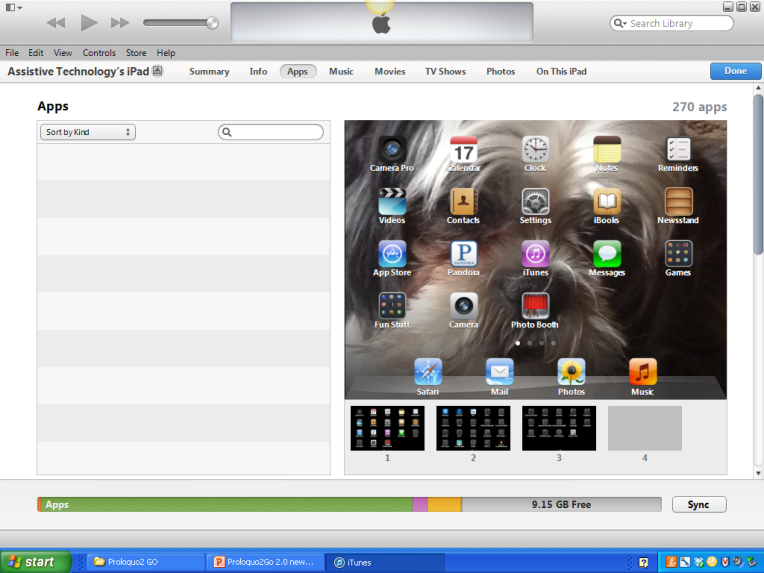 Search Library
File Edit View Controls Store Help
Assistive Technology's iPad Summary Info Apps Music Movies TV Shows Photos On This iPad Done
Apps 270 apps
Sort by Kind
17
Camera Pro Calendar Clock Notes Reminders
Videos Contacts Settings iBooks Newsstand
P
App Store Pandora iTunes Messages Games
Fun Stuff Camera Photo Booth
Safari Mail Photos Music
1 2 3 4
Apps 9.15 GB Free Sync
start Proloquo2 GO Proloquo2Go 2.0 new... iTunes